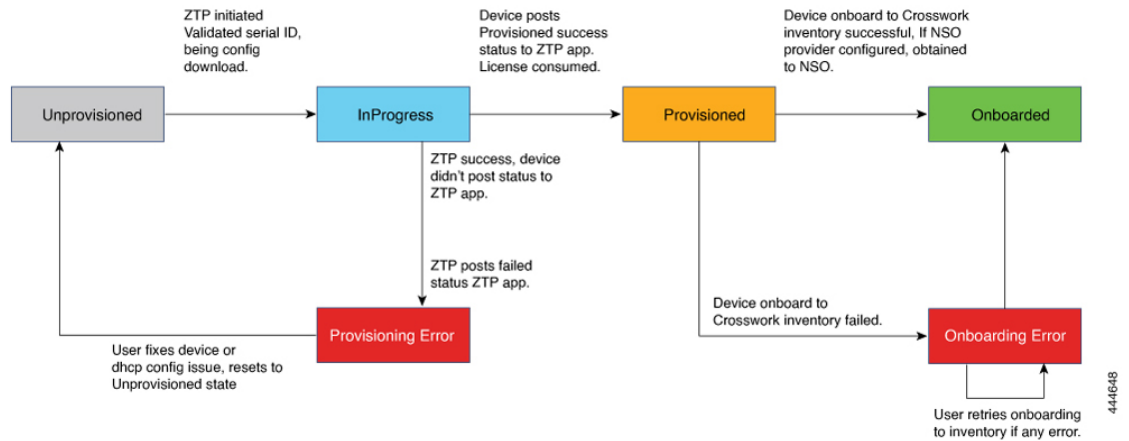 ZTP initiated
Validated serial ID,
being config
download.
Device posts
Provisioned success
status to ZTP app.
License consumed.
Device onboard to Crosswork
inventory successful, If NSO
provider configured, obtained
to NSO.
Unprovisioned
InProgress
Provisioned
Onboarded
ZTP success, device
didn't post status to
ZTP app.
ZTP posts failed
status ZTP app.
Device onboard to
Crosswork inventory failed.
Provisioning Error
Onboarding Error
User fixes device or
dhcp config issue, resets to
Unprovisioned state
User retries onboarding
to inventory if any error.
444648